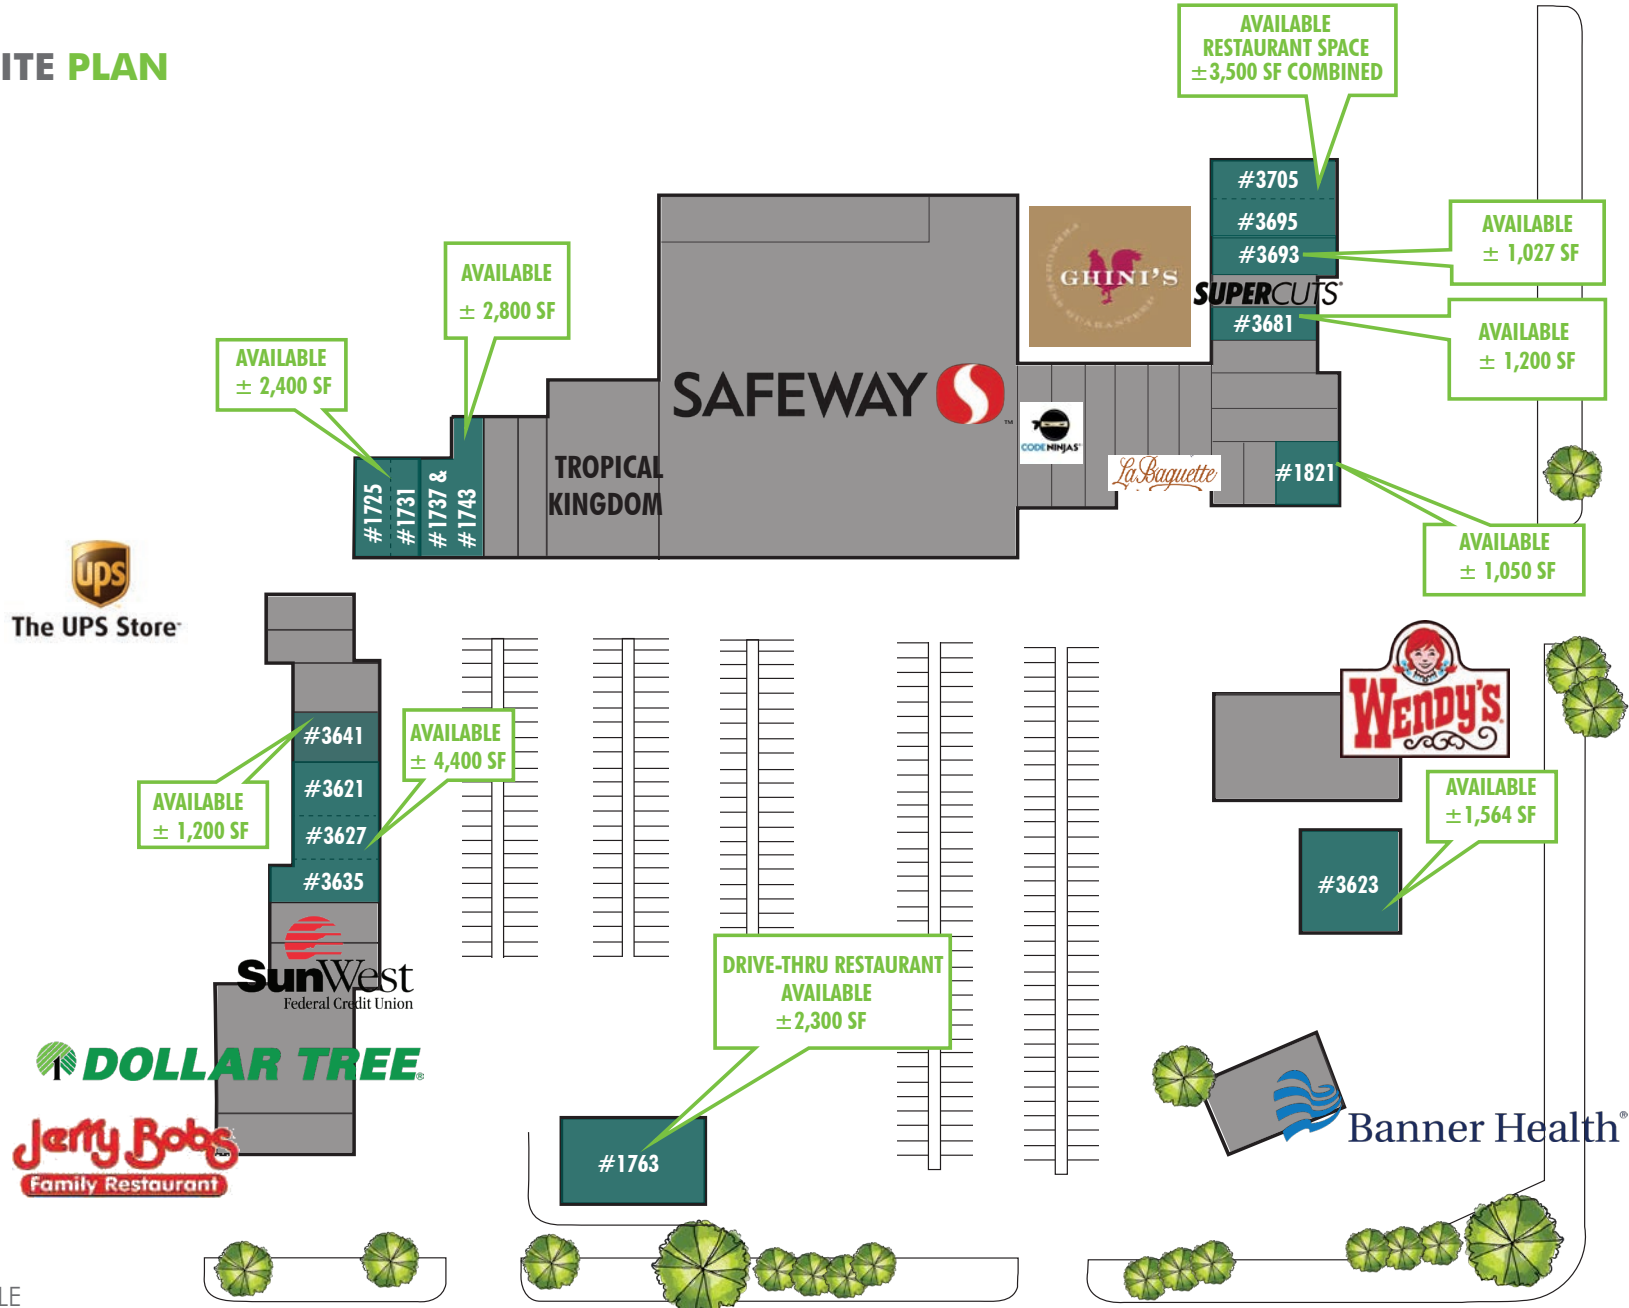 ITE PLAN
AVAILABLE
RESTAURANT SPACE
±3,500 SF COMBINED
#3705
#3695
#3693
AVAILABLE
± 1,027 SF
SUPERCUTS®
#3681
AVAILABLE
± 1,200 SF
GHINI'S
AVAILABLE
± 2,800 SF
AVAILABLE
± 2,400 SF
SAFEWAY
™
TROPICAL
KINGDOM
CODE NINJAS®
La Baguette
#1821
AVAILABLE
± 1,050 SF
#1725
#1731
#1737 &
#1743
ups
The UPS Store
WENDY'S
#3641
AVAILABLE
± 4,400 SF
#3621
AVAILABLE
± 1,200 SF
#3627
#3635
AVAILABLE
±1,564 SF
#3623
SunWest
Federal Credit Union
DRIVE-THRU RESTAURANT
AVAILABLE
±2,300 SF
DOLLAR TREE®
Jerry Bobs
Family Restaurant
#1763
Banner Health®
LE